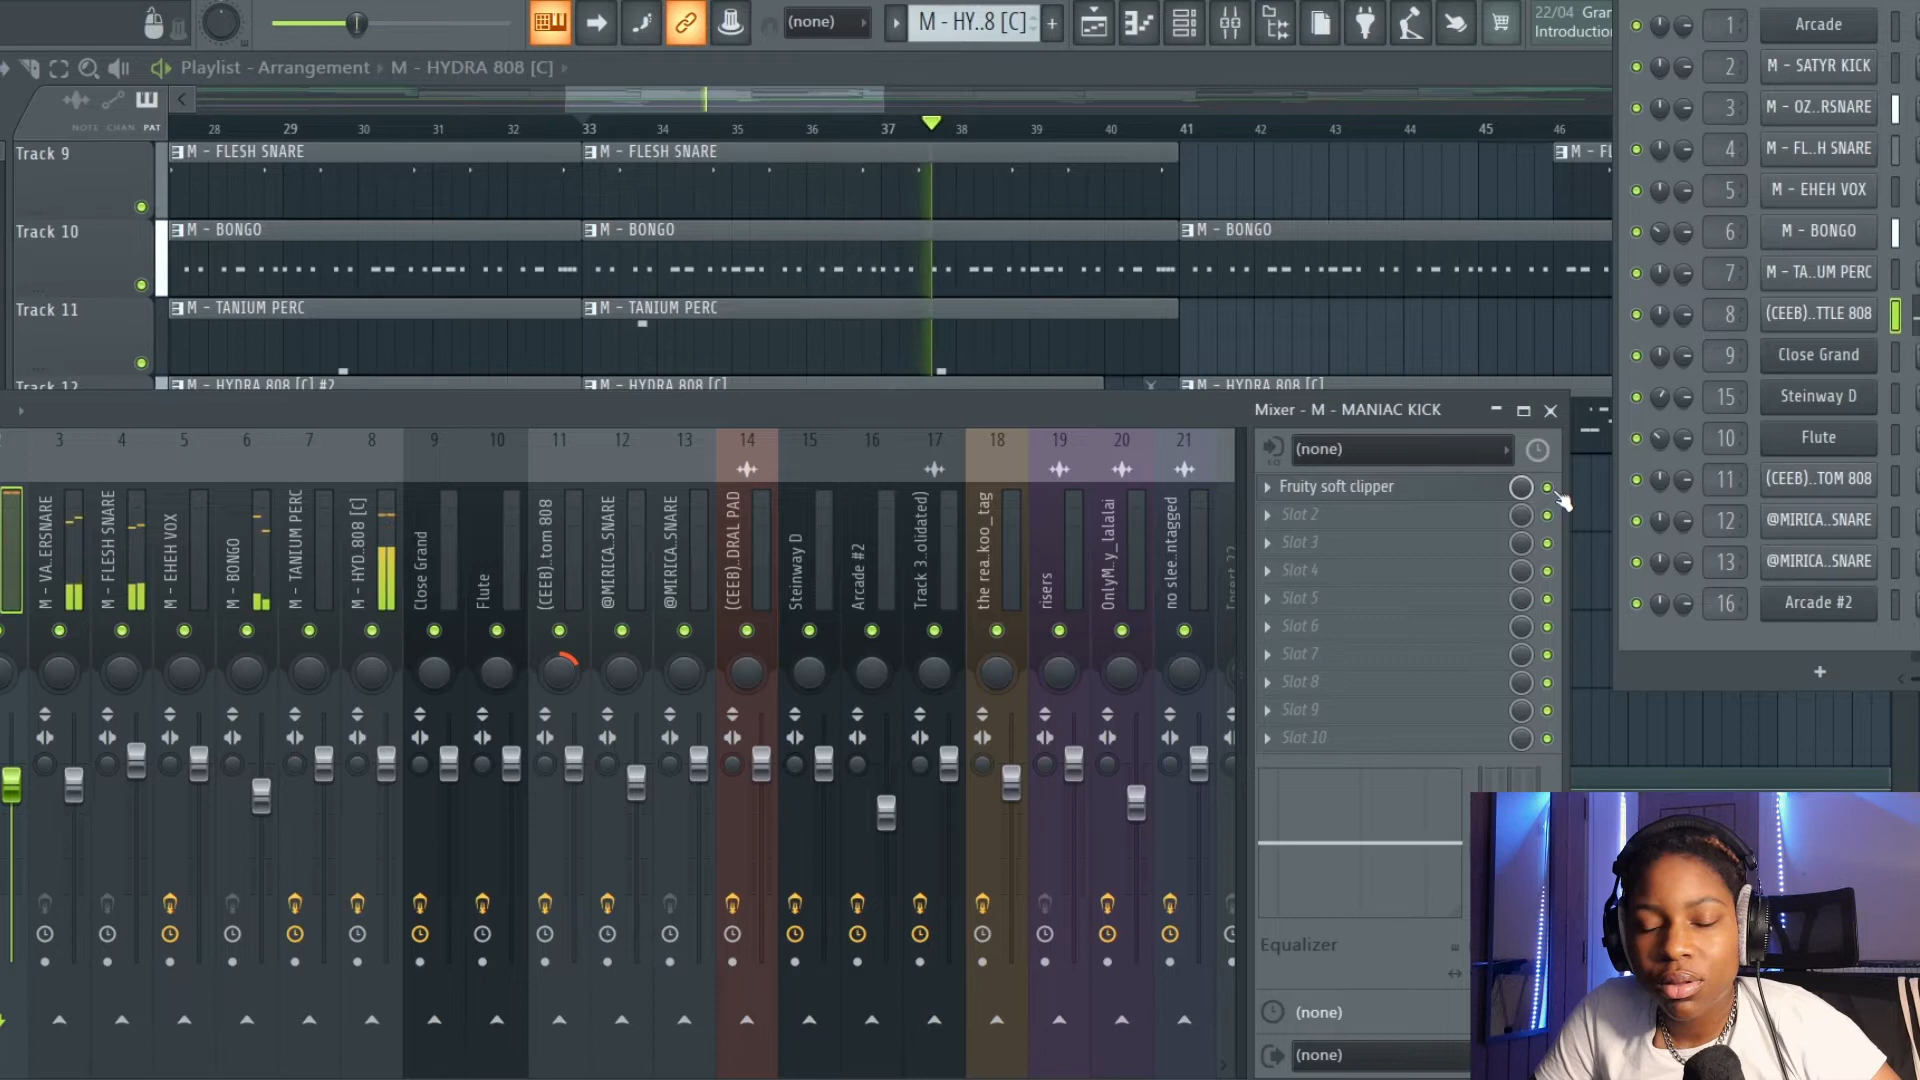 (none)
M - HY..8 [C]
+
22/04 Gran
Introduction
Playlist - Arrangement
M - HYDRA 808 [C]
NOTE CHAN PAT
28 29 30 31 32 33 34 35 36 37 38 39 40 41 42 43 44 45 46
Track 9
M - FLESH SNARE
M - FLESH SNARE
M - FL
Track 10
M - BONGO
M - BONGO
M - BONGO
Track 11
M - TANIUM PERC
M - TANIUM PERC
Track 12
M - HYDRA 808 [C] #2
M - HYDRA 808 [C]
M - HYDRA 808 [C]
1 Arcade
2 M - SATYR KICK
3 M - OZ..RSNARE
4 M - FL..H SNARE
5 M - EHEH VOX
6 M - BONGO
7 M - TA..UM PERC
8 (CEEB)..TTLE 808
9 Close Grand
15 Steinway D
10 Flute
11 (CEEB)..TOM 808
12 @MIRICA..SNARE
13 @MIRICA..SNARE
16 Arcade #2
+
Mixer - M - MANIAC KICK
3 4 5 6 7 8 9 10 11 12 13 14 15 16 17 18 19 20 21
M - VA..ERSNARE
M - FLESH SNARE
M - EHEH VOX
M - BONGO
M - TANIUM PERC
M - HYD..808 [C]
Close Grand
Flute
(CEEB)..tom 808
@MIRICA..SNARE
@MIRICA..SNARE
(CEEB)..DRAL PAD
Steinway D
Arcade #2
Track 3..olidated)
the rea..koo_tag
risers
OnlyM..y_lalalai
no slee..ntagged
(none)
Fruity soft clipper
Slot 2
Slot 3
Slot 4
Slot 5
Slot 6
Slot 7
Slot 8
Slot 9
Slot 10
Equalizer
(none)
(none)